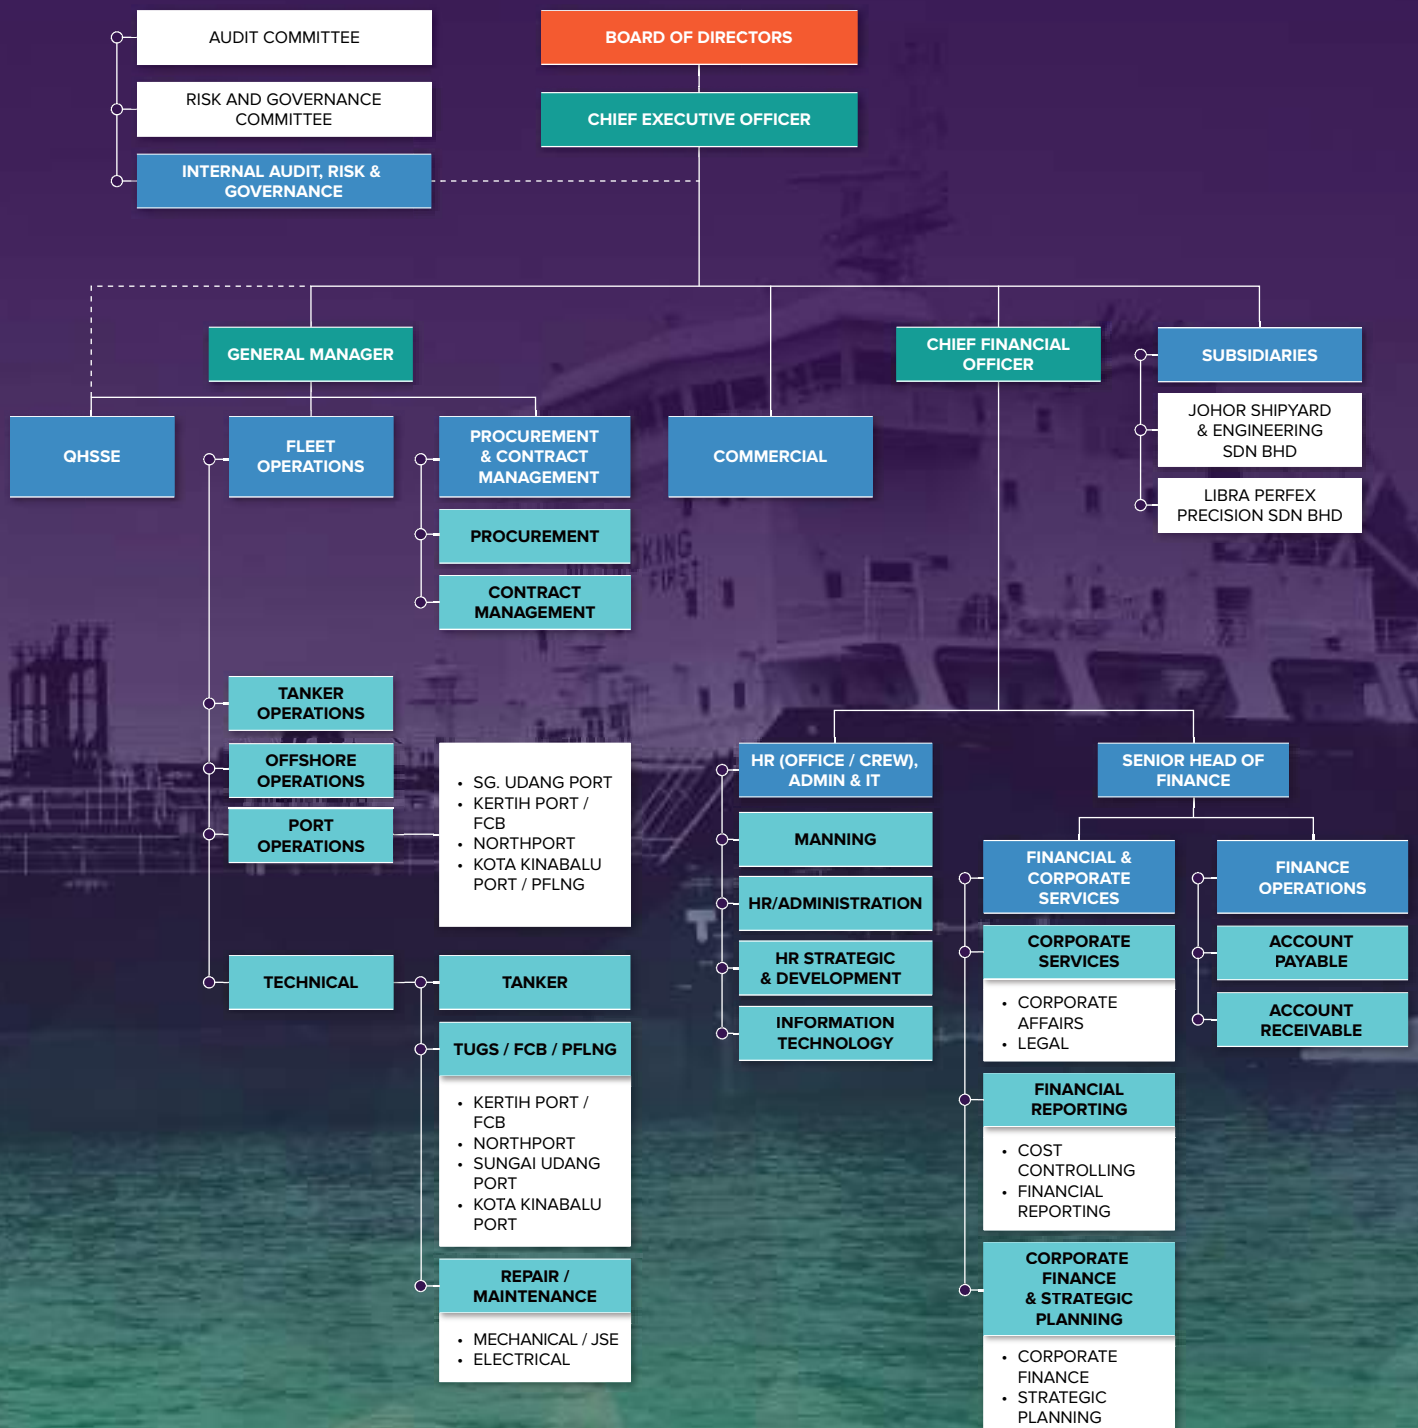 AUDIT COMMITTEE
RISK AND GOVERNANCE
COMMITTEE
INTERNAL AUDIT, RISK &
GOVERNANCE
BOARD OF DIRECTORS
CHIEF EXECUTIVE OFFICER
GENERAL MANAGER
CHIEF FINANCIAL
OFFICER
SUBSIDIARIES
JOHOR SHIPYARD
& ENGINEERING
SDN BHD
LIBRA PERFEX
PRECISION SDN BHD
QHSSE
FLEET
OPERATIONS
PROCUREMENT
& CONTRACT
MANAGEMENT
COMMERCIAL
PROCUREMENT
CONTRACT
MANAGEMENT
FIRST
TANKER
OPERATIONS
OFFSHORE
OPERATIONS
PORT
OPERATIONS
• SG. UDANG PORT
• KERTIH PORT /
FCB
• NORTHPORT
• KOTA KINABALU
PORT / PFLNG
TECHNICAL
TANKER
TUGS / FCB / PFLNG
• KERTIH PORT /
FCB
• NORTHPORT
• SUNGAI UDANG
PORT
• KOTA KINABALU
PORT
REPAIR /
MAINTENANCE
• MECHANICAL / JSE
• ELECTRICAL
HR (OFFICE / CREW),
ADMIN & IT
MANNING
HR/ADMINISTRATION
HR STRATEGIC
& DEVELOPMENT
INFORMATION
TECHNOLOGY
SENIOR HEAD OF
FINANCE
FINANCIAL &
CORPORATE
SERVICES
CORPORATE
SERVICES
• CORPORATE
AFFAIRS
• LEGAL
FINANCIAL
REPORTING
• COST
CONTROLLING
• FINANCIAL
REPORTING
CORPORATE
FINANCE
& STRATEGIC
PLANNING
• CORPORATE
FINANCE
• STRATEGIC
PLANNING
FINANCE
OPERATIONS
ACCOUNT
PAYABLE
ACCOUNT
RECEIVABLE